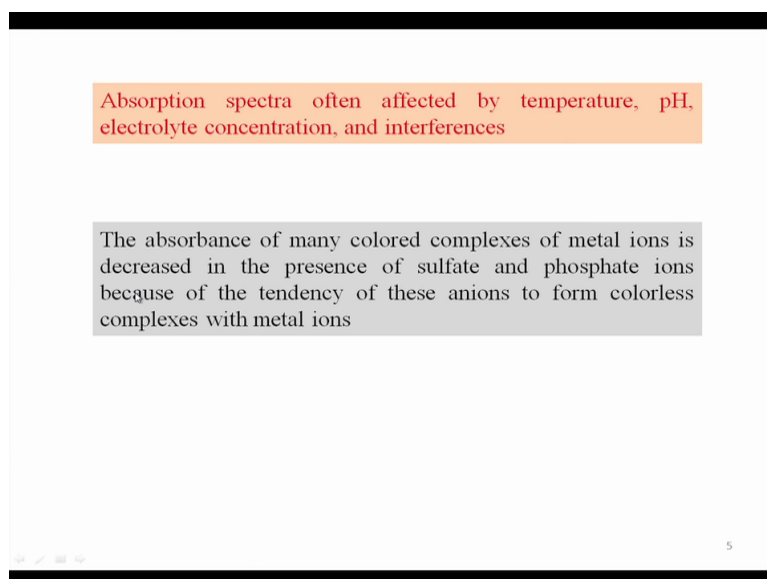 Absorption spectra often affected by temperature, pH,
electrolyte concentration, and interferences
The absorbance of many colored complexes of metal ions is
decreased in the presence of sulfate and phosphate ions
because of the tendency of these anions to form colorless
complexes with metal ions
5